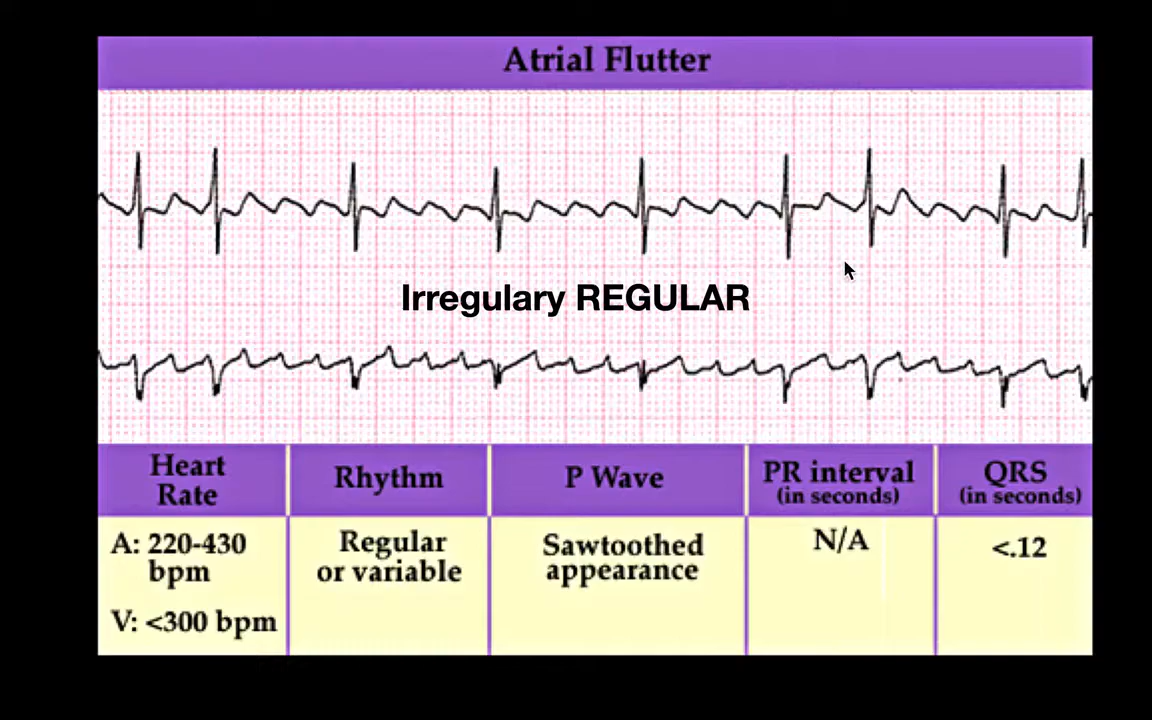 Atrial Flutter
Irregulary REGULAR
Heart
Rate
Rhythm
P Wave
PR interval
(in seconds)
QRS
(in seconds)
A: 220-430
bpm
V: <300 bpm
Regular
or variable
Sawtoothed
appearance
N/A
<.12